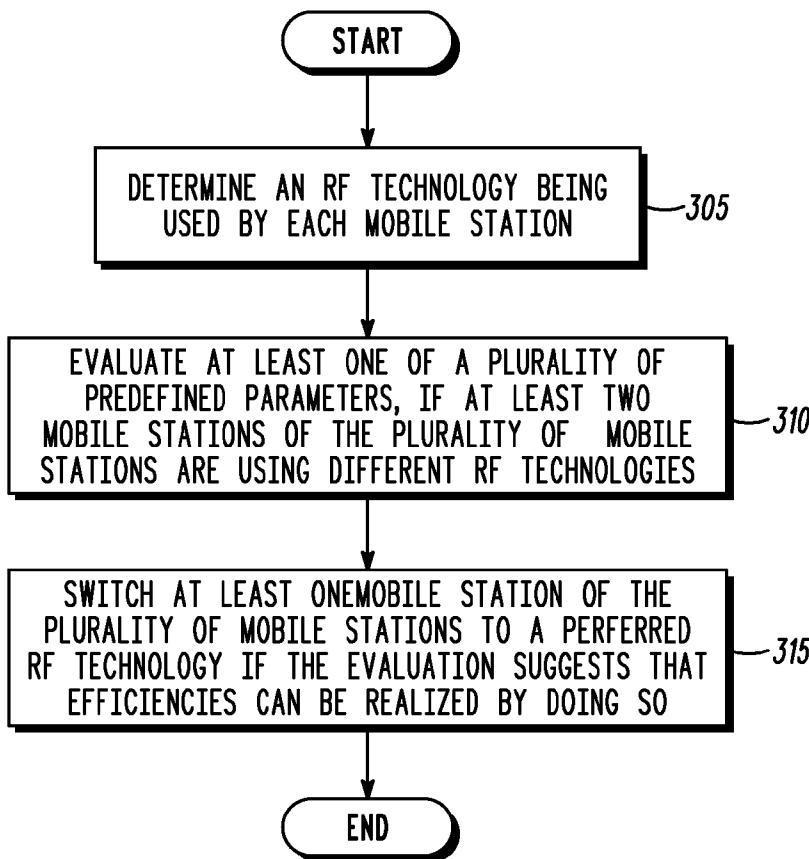 START
DETERMINE AN RF TECHNOLOGY BEING
USED BY EACH MOBILE STATION
305
EVALUATE AT LEAST ONE OF A PLURALITY OF
PREDEFINED PARAMETERS, IF AT LEAST TWO
MOBILE STATIONS OF THE PLURALITY OF MOBILE
STATIONS ARE USING DIFFERENT RF TECHNOLOGIES
310
SWITCH AT LEAST ONEMOBILE STATION OF THE
PLURALITY OF MOBILE STATIONS TO A PERFERRED
RF TECHNOLOGY IF THE EVALUATION SUGGESTS THAT
EFFICIENCIES CAN BE REALIZED BY DOING SO
315
END